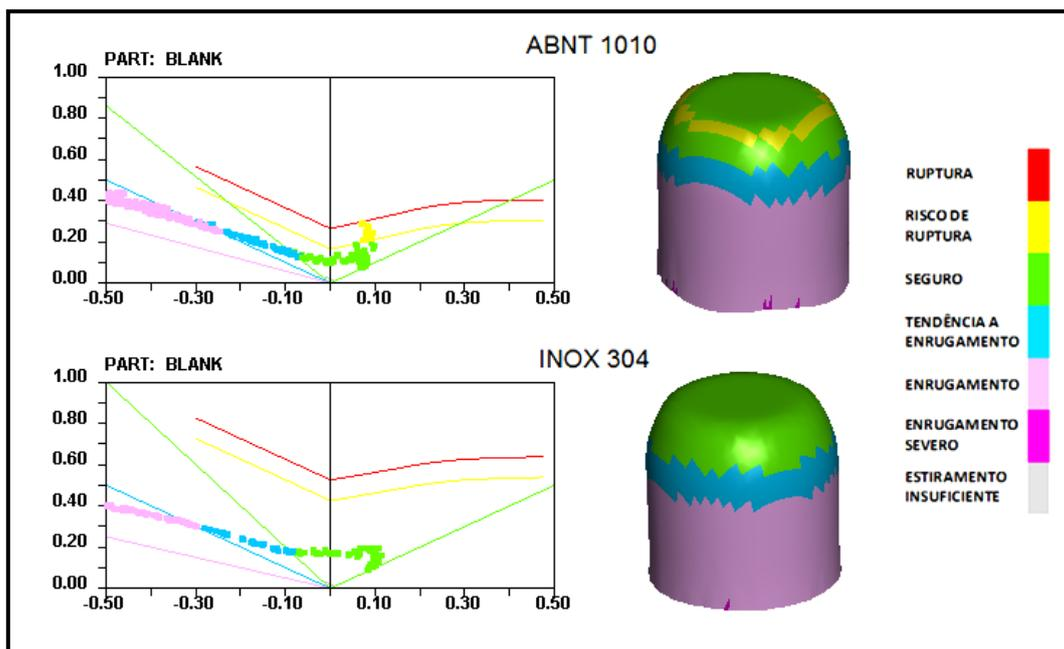 ABNT 1010
PART: BLANK
1.00
0.80
0.60
0.40
0.20
0.00
-0.50 -0.30 -0.10 0.10 0.30 0.50
INOX 304
PART: BLANK
1.00
0.80
0.60
0.40
0.20
0.00
-0.50 -0.30 -0.10 0.10 0.30 0.50
RUPTURA
RISCO DE
RUPTURA
SEGURO
TENDÊNCIA A
ENRUGAMENTO
ENRUGAMENTO
ENRUGAMENTO
SEVERO
ESTIRAMENTO
INSUFICIENTE